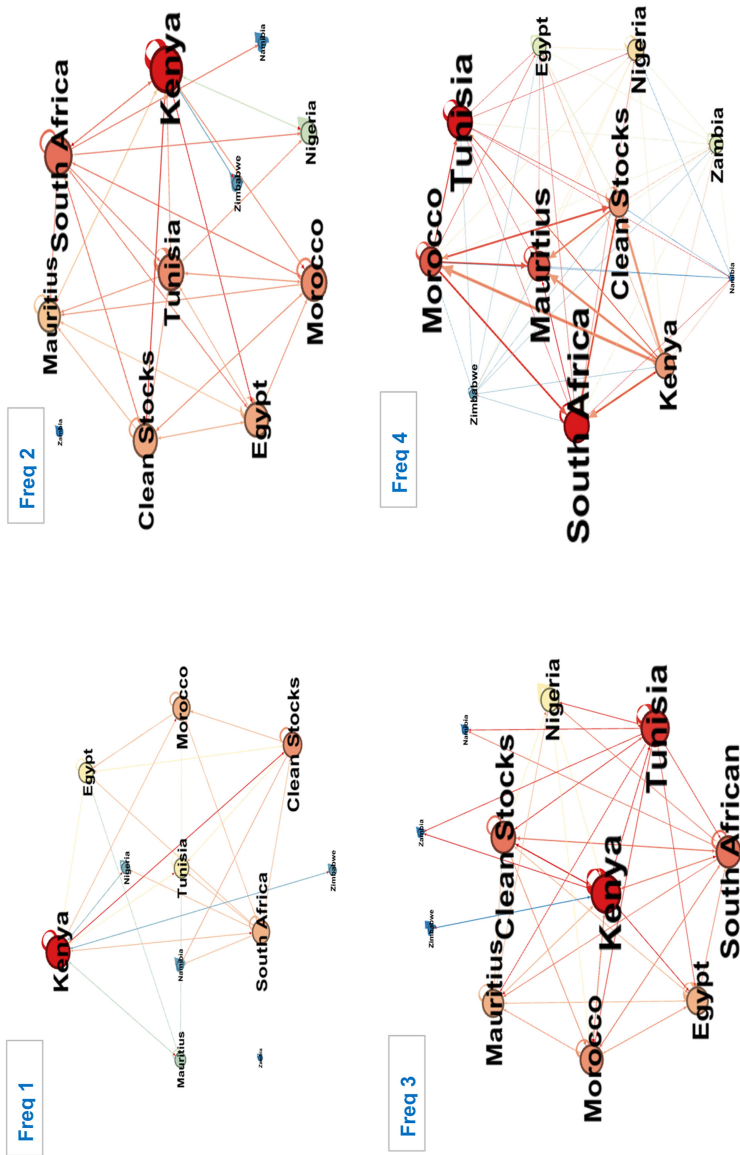 Freq 1
Kenya
Egypt
Morocco
Nigeria
Tunisia
Clean Stocks
Namibia
South Africa
Zimbabwe
Mauritius
Zambia
Freq 2
Zambia
Mauritius
South Africa
Kenya
Namibia
Clean Stocks
Tunisia
Zimbabwe
Nigeria
Egypt
Morocco
Freq 3
Zimbabwe
Zambia
Namibia
Nigeria
Clean Stocks
Mauritius
Kenya
Tunisia
Morocco
Egypt
South African
Freq 4
Zimbabwe
Morocco
Tunisia
Egypt
Nigeria
Mauritius
Clean Stocks
Zambia
South Africa
Kenya
Namibia